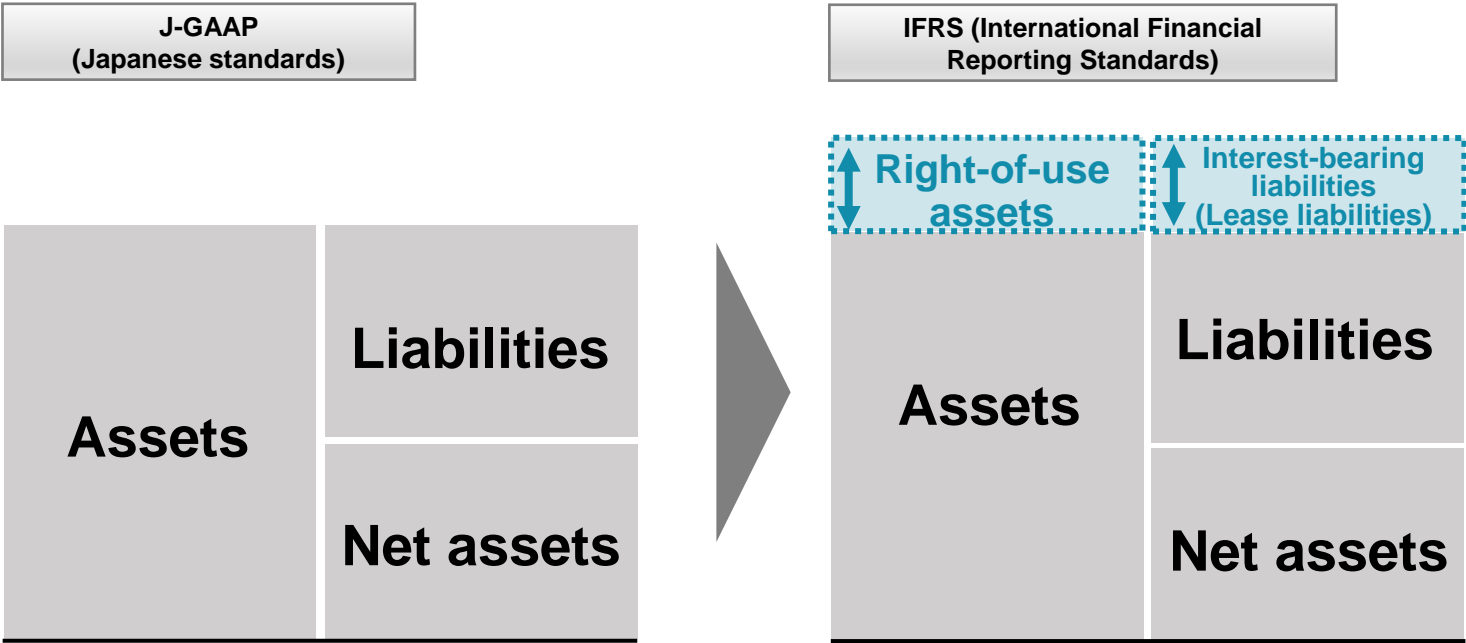 J-GAAP
(Japanese standards)
IFRS (International Financial
Reporting Standards)
Assets
Liabilities
Net assets
Right-of-use
assets
Interest-bearing
liabilities
(Lease liabilities)
Assets
Liabilities
Net assets